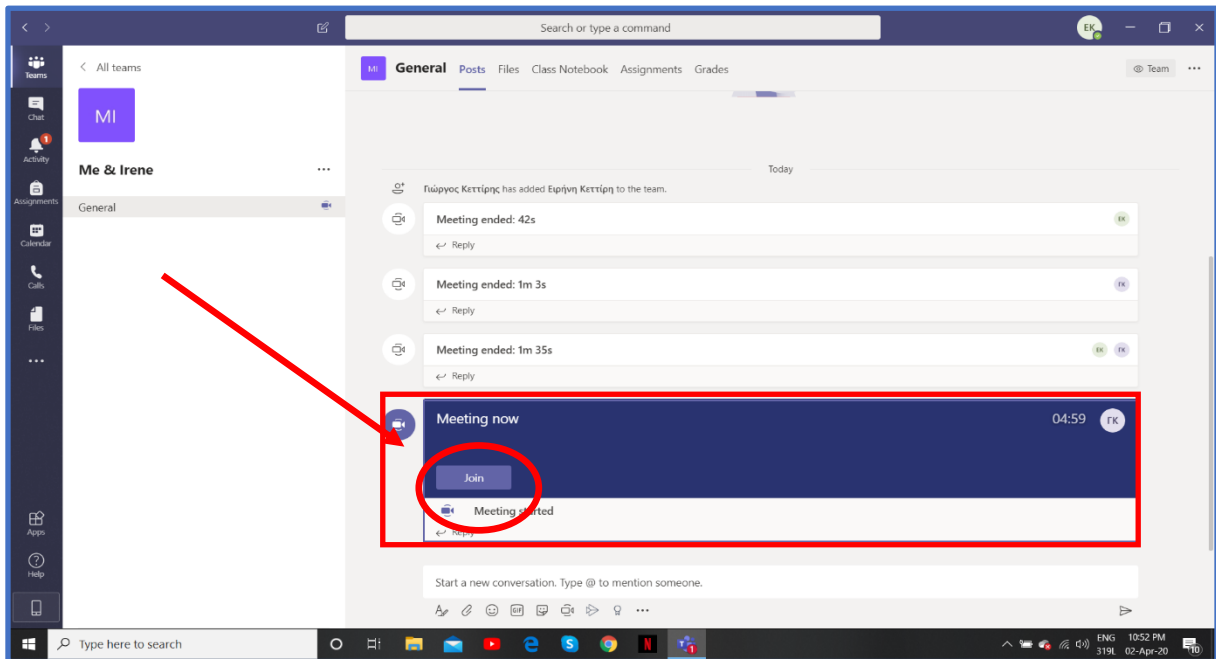 Search or type a command
EK
Teams
Chat
1
Activity
Assignments
Calendar
Calls
Files
Apps
Help
All teams
MI
Me & Irene
General
MI General Posts Files Class Notebook Assignments Grades
Team
Today
Γιώργος Κεττίρης has added Ειρήνη Κεττίρη to the team.
Meeting ended: 42s EK
Reply
Meeting ended: 1m 3s ΓΚ
Reply
Meeting ended: 1m 35s EK ΓΚ
Reply
Meeting now 04:59 ΓΚ
Join
Meeting started
Reply
Start a new conversation. Type @ to mention someone.
GIF
Type here to search
ENG 10:52 PM
319L 02-Apr-20
10